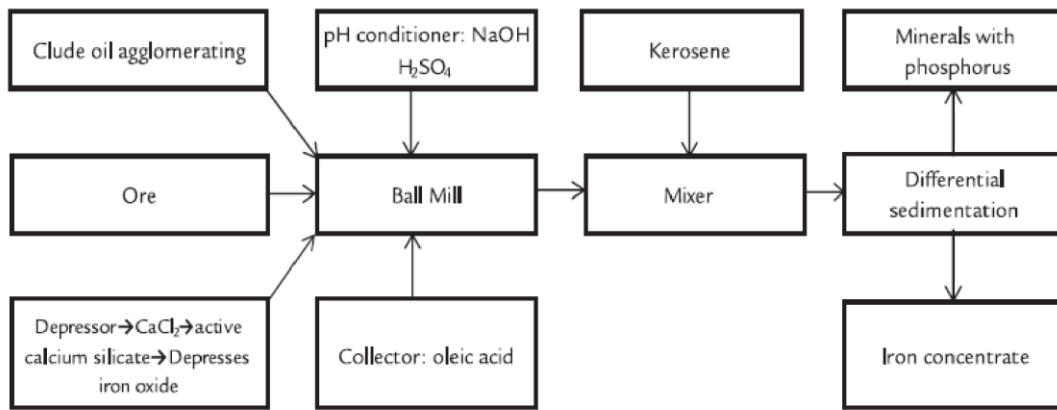 Clude oil agglomerating
pH conditioner: NaOH
H₂SO₄
Kerosene
Minerals with
phosphorus
Ore
Ball Mill
Mixer
Differential
sedimentation
Depressor→CaCl₂→active
calcium silicate→Depresses
iron oxide
Collector: oleic acid
Iron concentrate